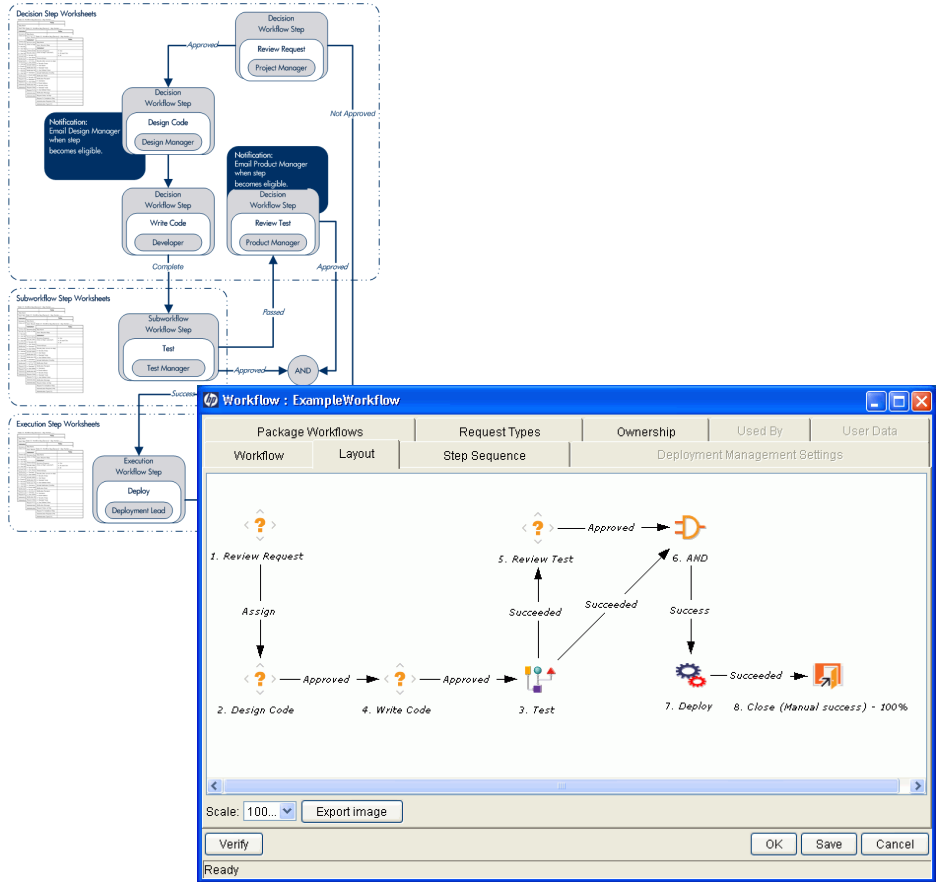 Decision Step Worksheets
Decision
Workflow Step
Review Request
Project Manager
Approved
Not Approved
Decision
Workflow Step
Design Code
Design Manager
Notification:
Email Design Manager
when step
becomes eligible.
Notification:
Email Product Manager
when step
becomes eligible.
Decision
Workflow Step
Write Code
Developer
Decision
Workflow Step
Review Test
Product Manager
Complete
Approved
Subworkflow Step Worksheets
Passed
Subworkflow
Workflow Step
Test
Test Manager
Approved
AND
Success
Execution Step Worksheets
Execution
Workflow Step
Deploy
Deployment Lead
hp
Workflow : ExampleWorkflow
Package Workflows
Request Types
Ownership
Used By
User Data
Workflow
Layout
Step Sequence
Deployment Management Settings
1. Review Request
5. Review Test
Approved
6. AND
Assign
Succeeded
Succeeded
Success
2. Design Code
Approved
4. Write Code
Approved
3. Test
7. Deploy
Succeeded
8. Close (Manual success) - 100%
Scale:
100...
Export image
Verify
OK
Save
Cancel
Ready